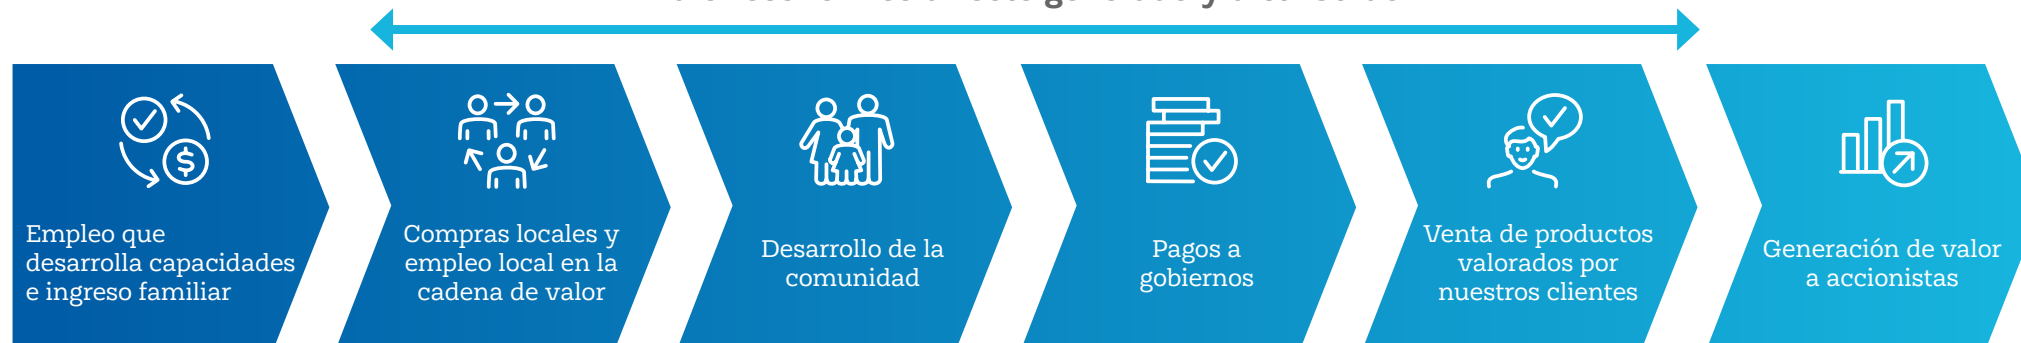 Empleo que
desarrolla capacidades
e ingreso familiar
Compras locales y
empleo local en la
cadena de valor
Desarrollo de la
comunidad
Pagos a
gobiernos
Venta de productos
valorados por
nuestros clientes
Generación de valor
a accionistas